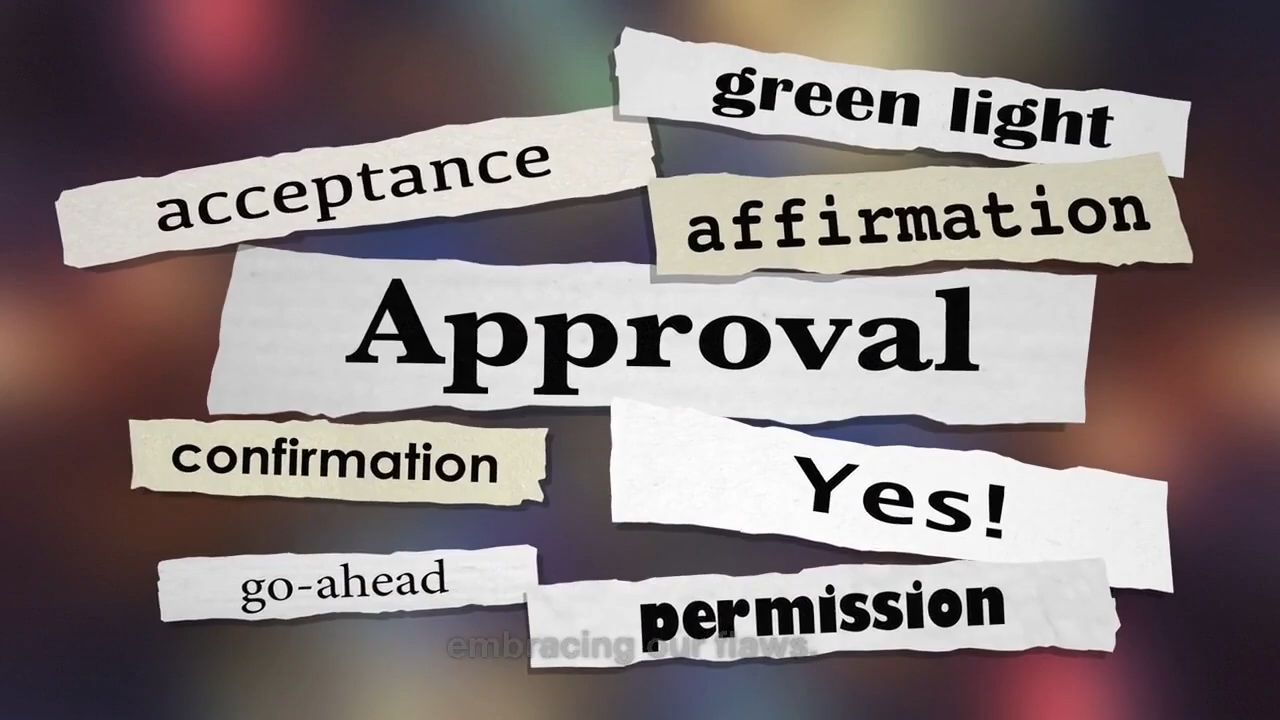 green light
acceptance
affirmation
Approval
confirmation
Yes!
go-ahead
permission
embracing our flaws.